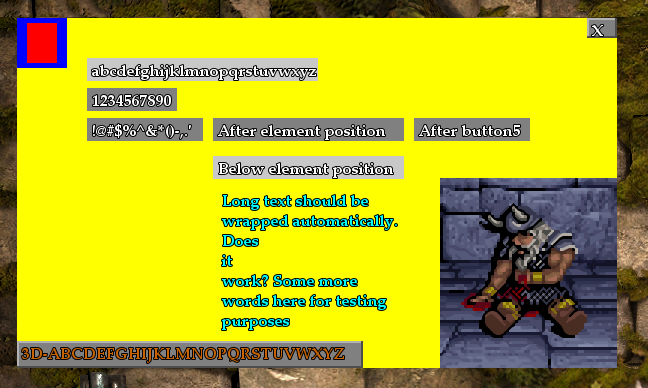 X
abcdefghijklmnopqrstuvwxyz
1234567890
!@#$%^&*()-,.'
After element position
After button5
Below element position
Long text should be
wrapped automatically.
Does
it
work? Some more
words here for testing
purposes
3D-ABCDEFGHIJKLMNOPQRSTUVWXYZ